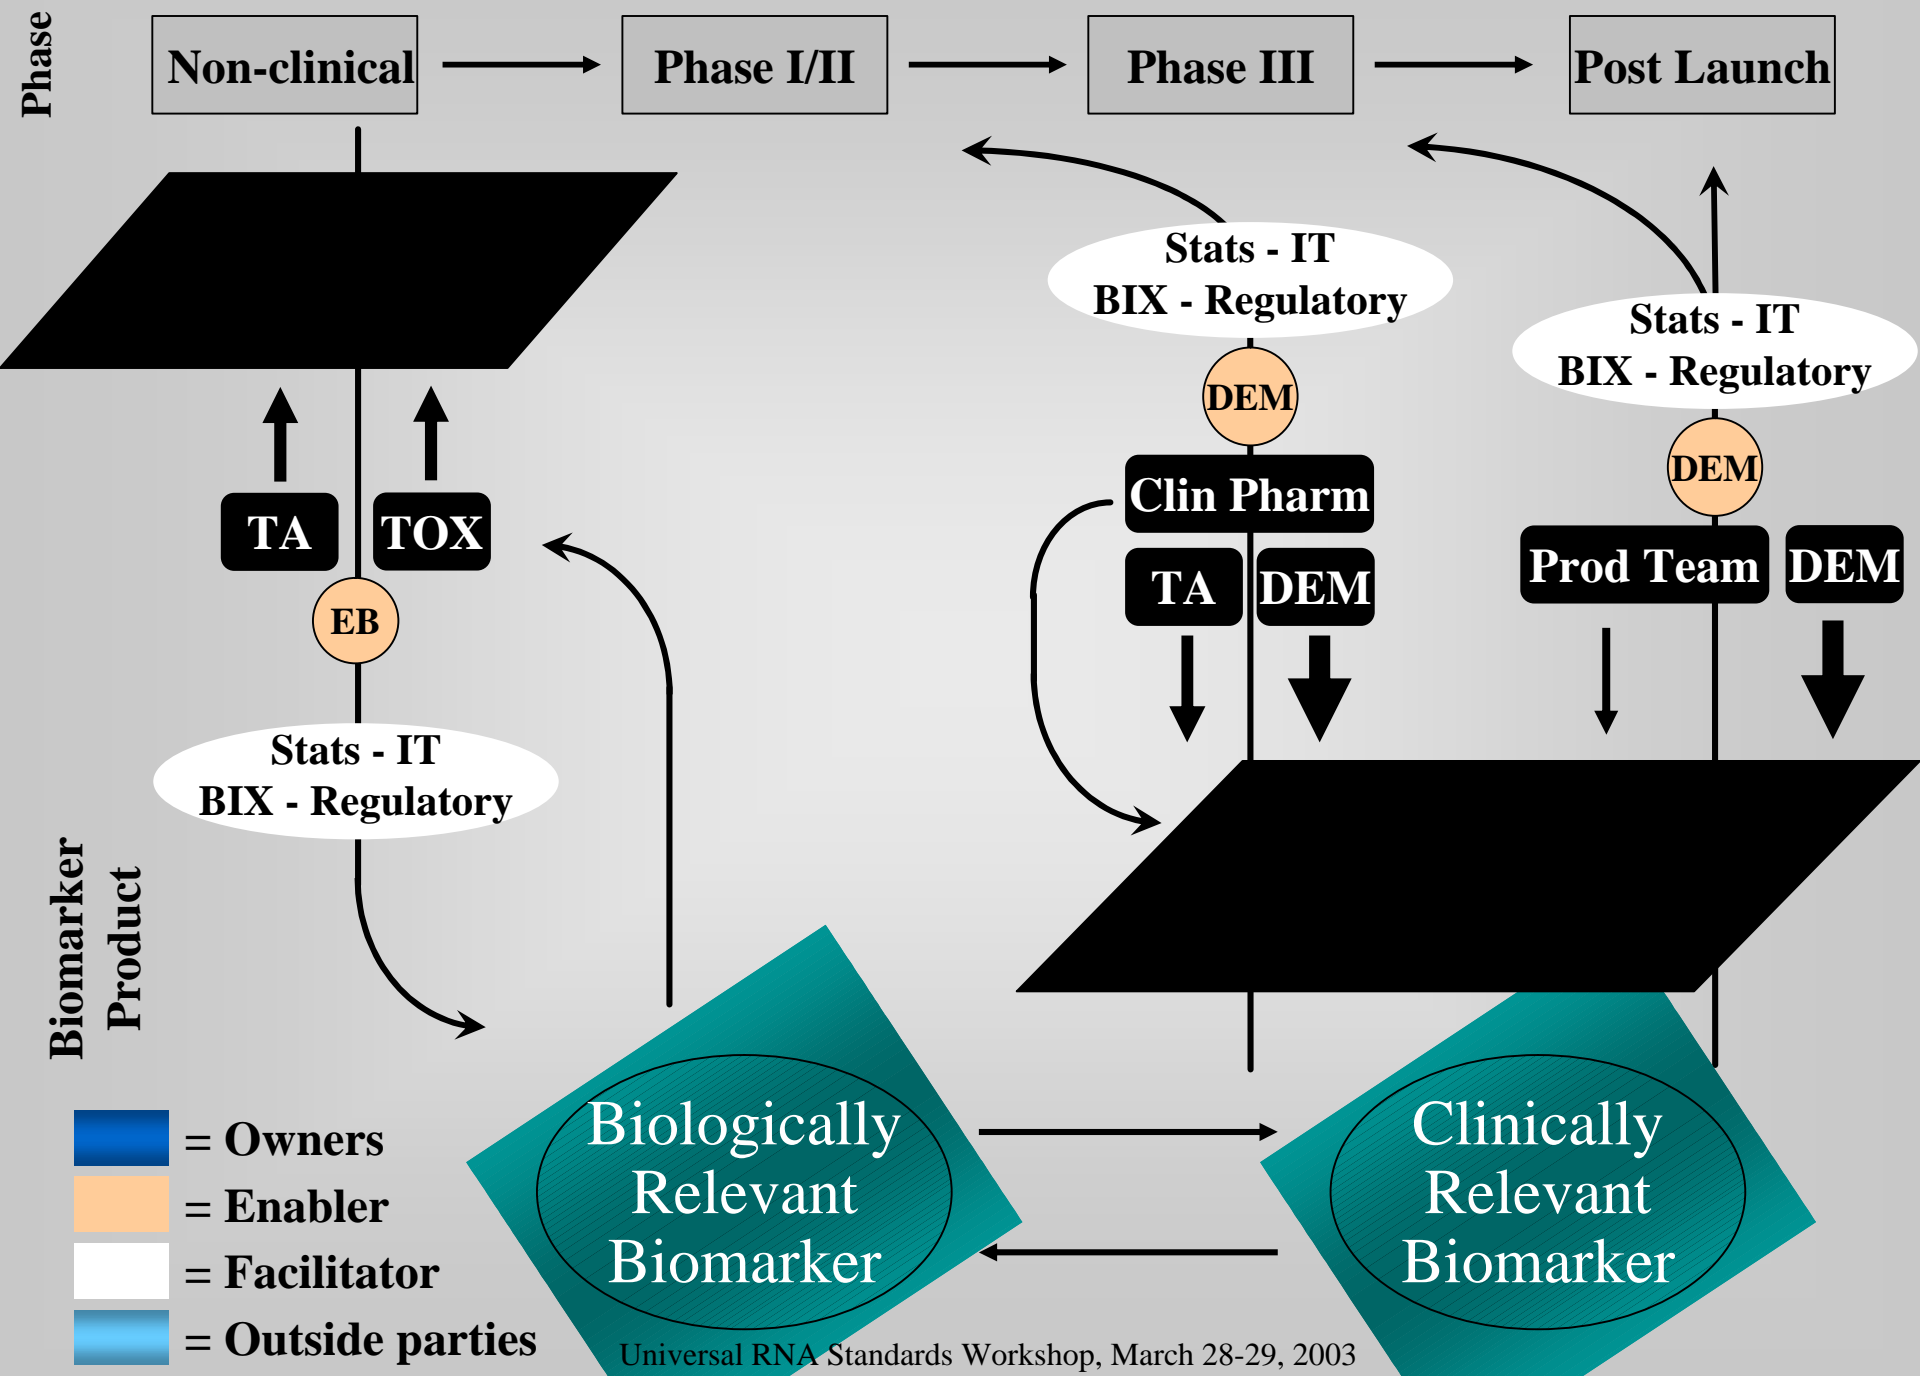 Phase
Non-clinical
Phase I/II
Phase III
Post Launch
Stats - IT
BIX - Regulatory
Stats - IT
BIX - Regulatory
DEM
DEM
Clin Pharm
TA
DEM
Prod Team
DEM
TA
TOX
EB
Stats - IT
BIX - Regulatory
Biomarker
Product
Biologically
Relevant
Biomarker
Clinically
Relevant
Biomarker
= Owners
= Enabler
= Facilitator
= Outside parties
Universal RNA Standards Workshop, March 28-29, 2003